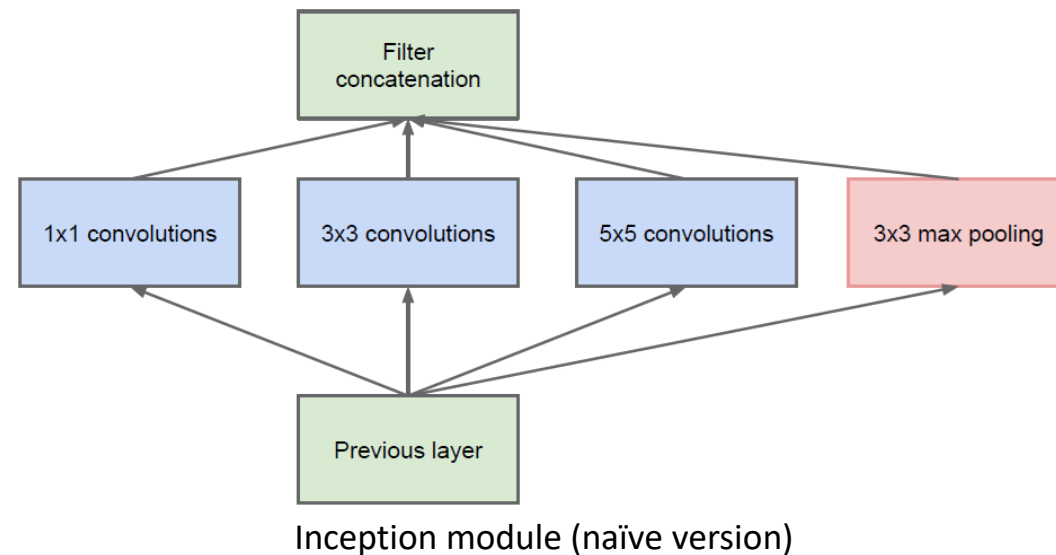 Filter
concatenation
1x1 convolutions
3x3 convolutions
5x5 convolutions
3x3 max pooling
Previous layer
Inception module (naïve version)